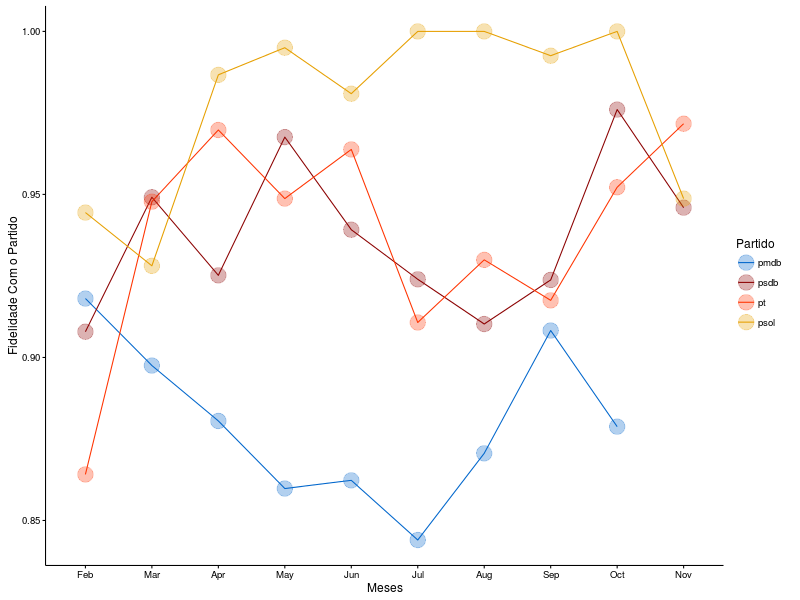 1.00
0.95
0.90
0.85
Fidelidade Com o Partido
Feb Mar Apr May Jun Jul Aug Sep Oct Nov
Meses
Partido
pmdb
psdb
pt
psol